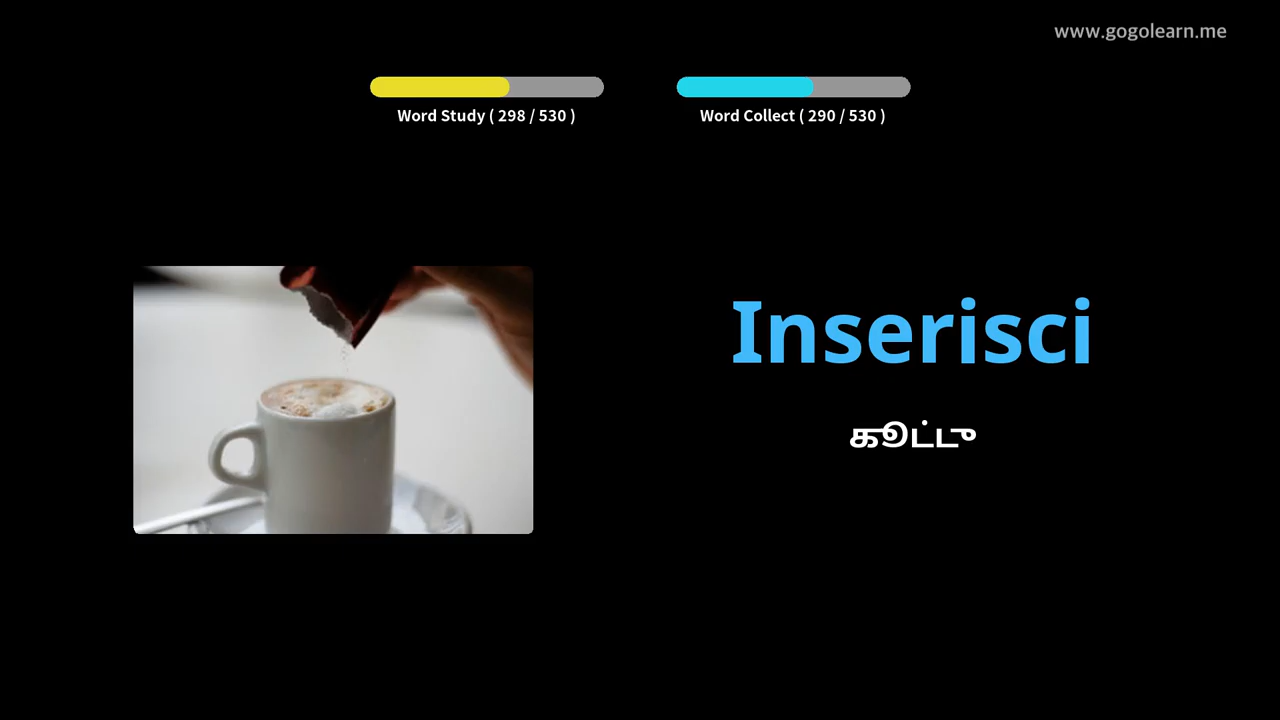 www.gogolearn.me
Word Study ( 298 / 530 )
Word Collect ( 290 / 530 )
Inserisci
கூட்டு